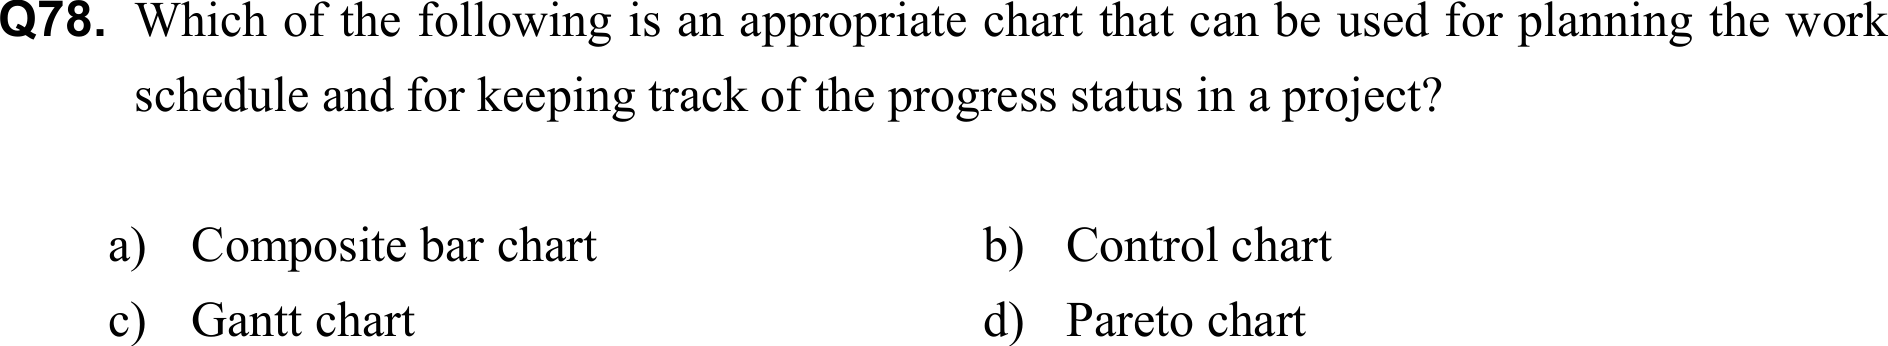 Q78. Which of the following is an appropriate chart that can be used for planning the work
schedule and for keeping track of the progress status in a project?
a) Composite bar chart b) Control chart
c) Gantt chart d) Pareto chart